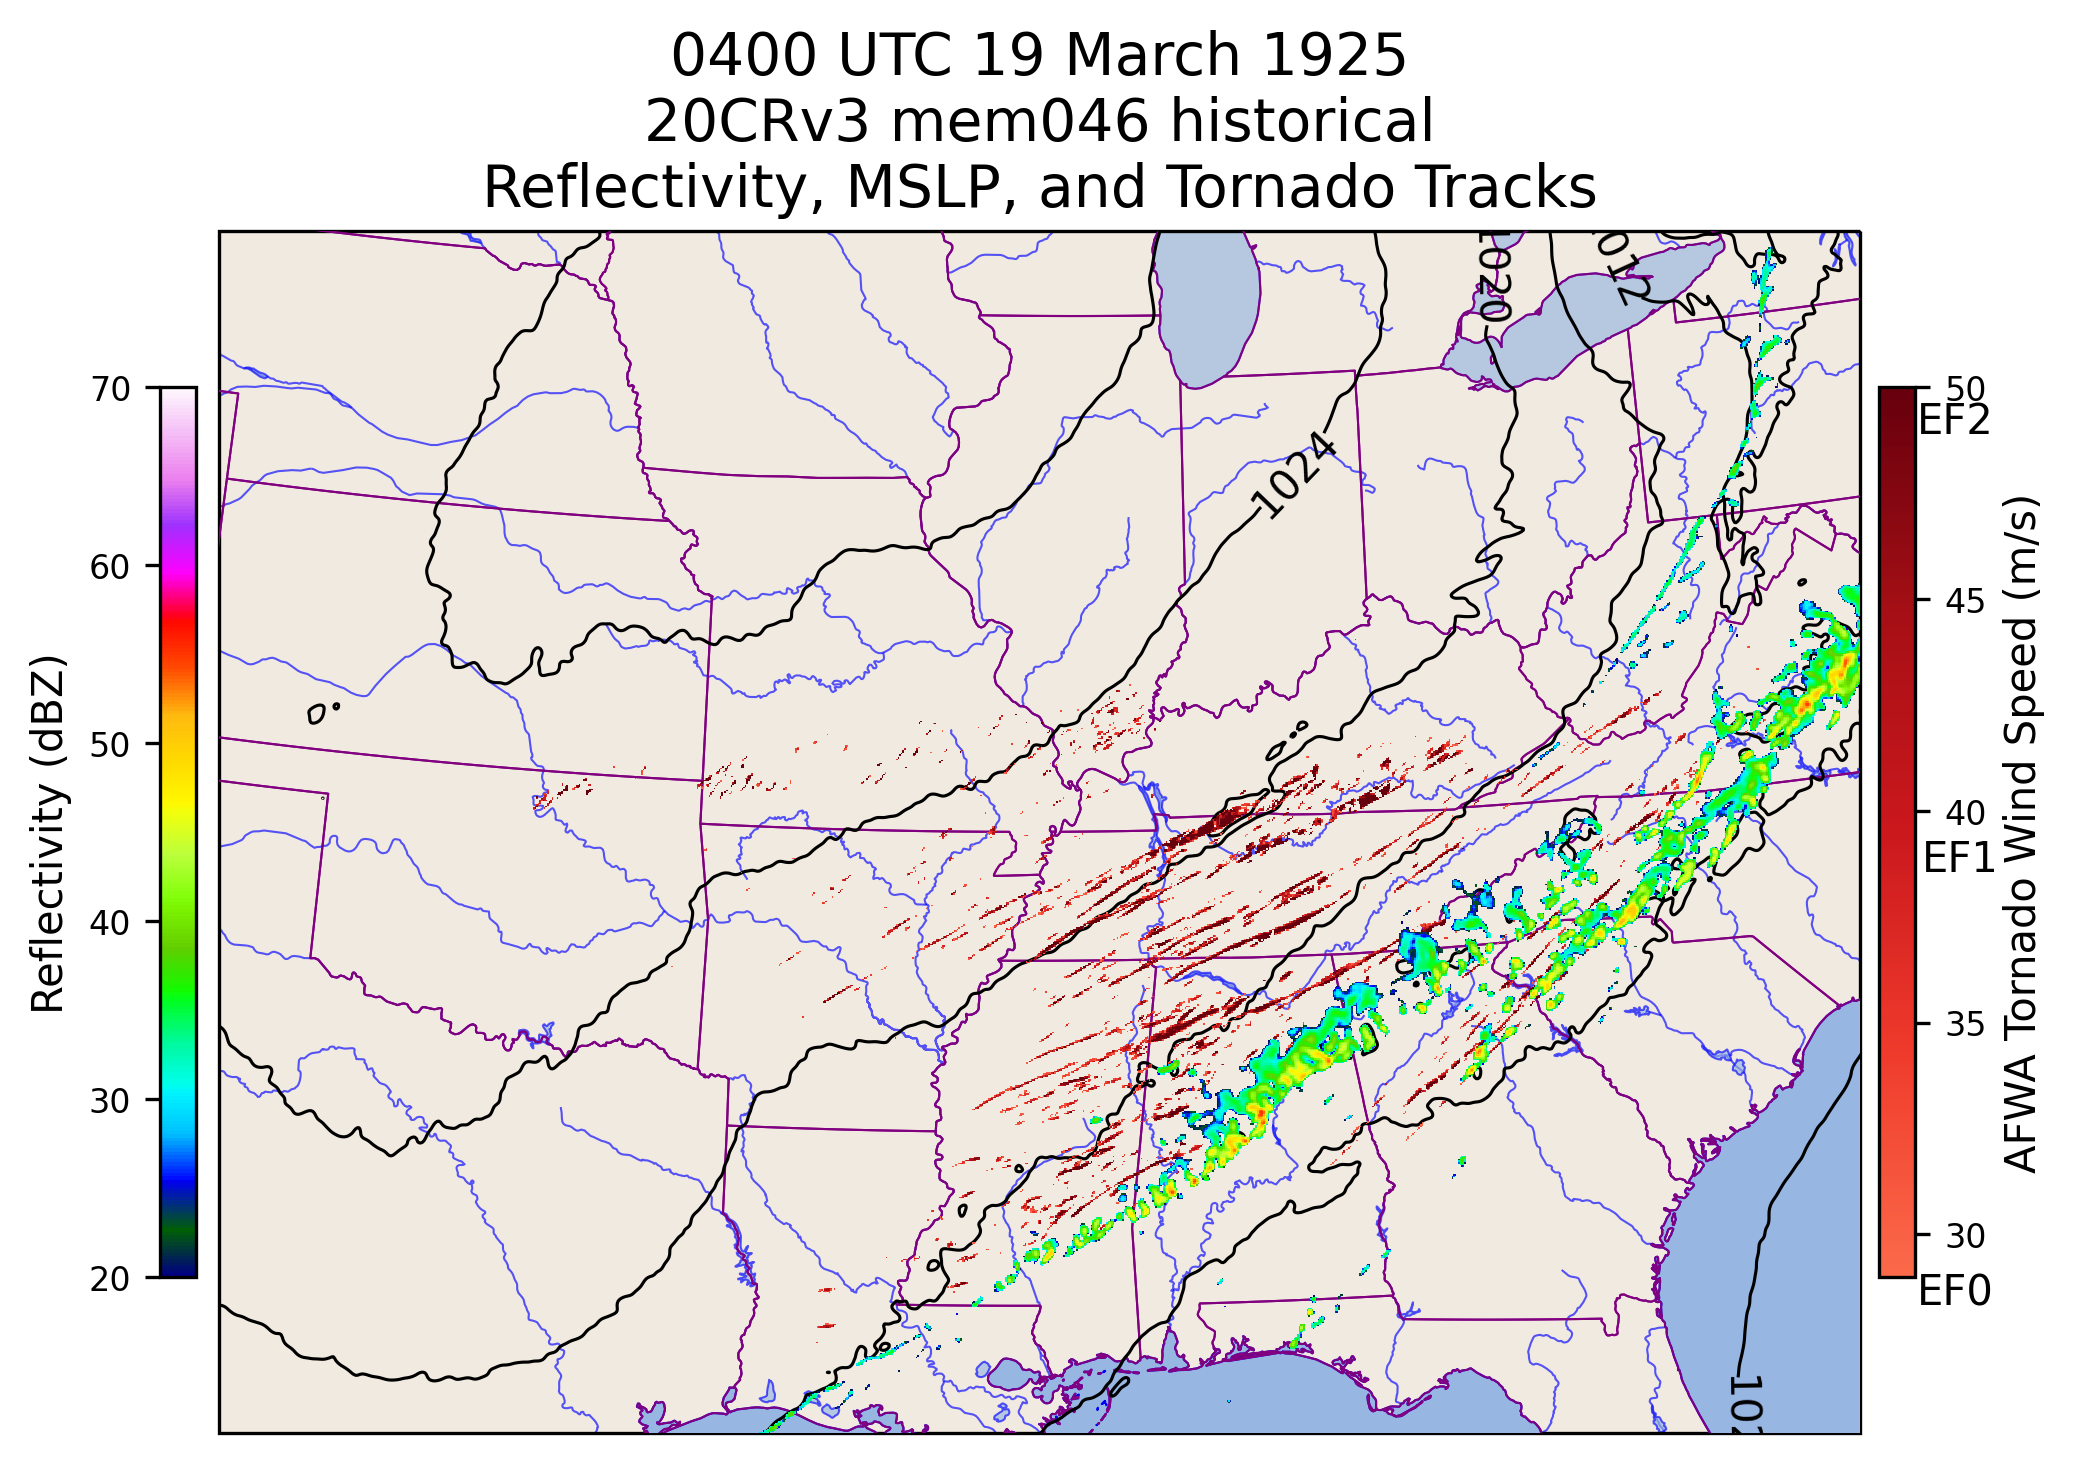 0400 UTC 19 March 1925
20CRv3 mem046 historical
Reflectivity, MSLP, and Tornado Tracks
Reflectivity (dBZ)
70
60
50
40
30
20
1020
1012
1024
102
50
EF2
45
40
EF1
35
30
EF0
AFWA Tornado Wind Speed (m/s)